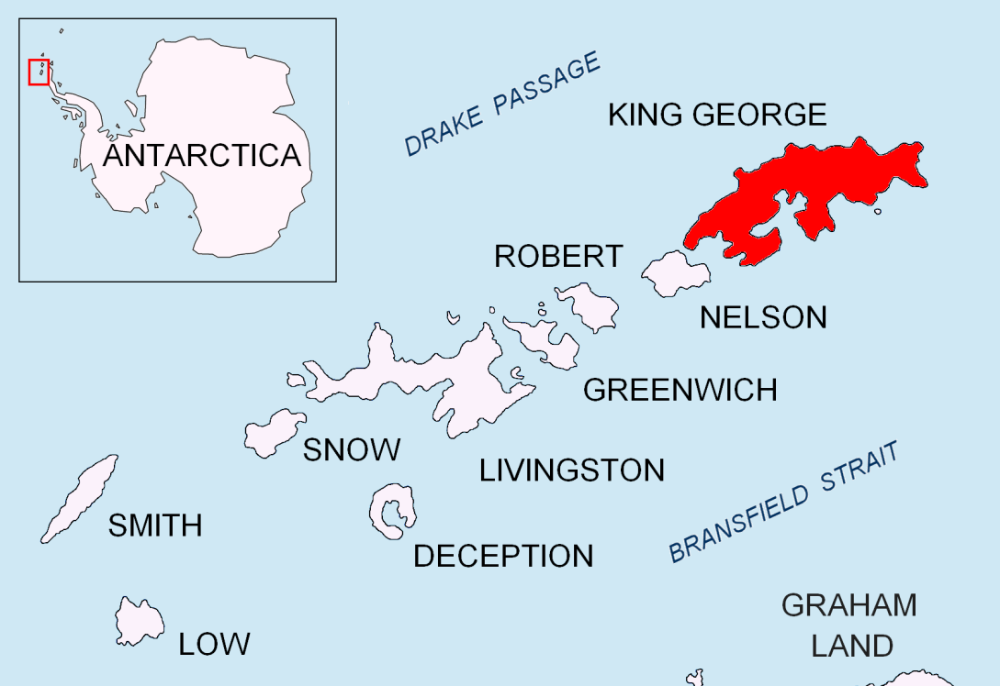 ANTARCTICA
DRAKE PASSAGE
KING GEORGE
ROBERT
NELSON
GREENWICH
SNOW
LIVINGSTON
SMITH
DECEPTION
BRANSFIELD STRAIT
LOW
GRAHAM
LAND